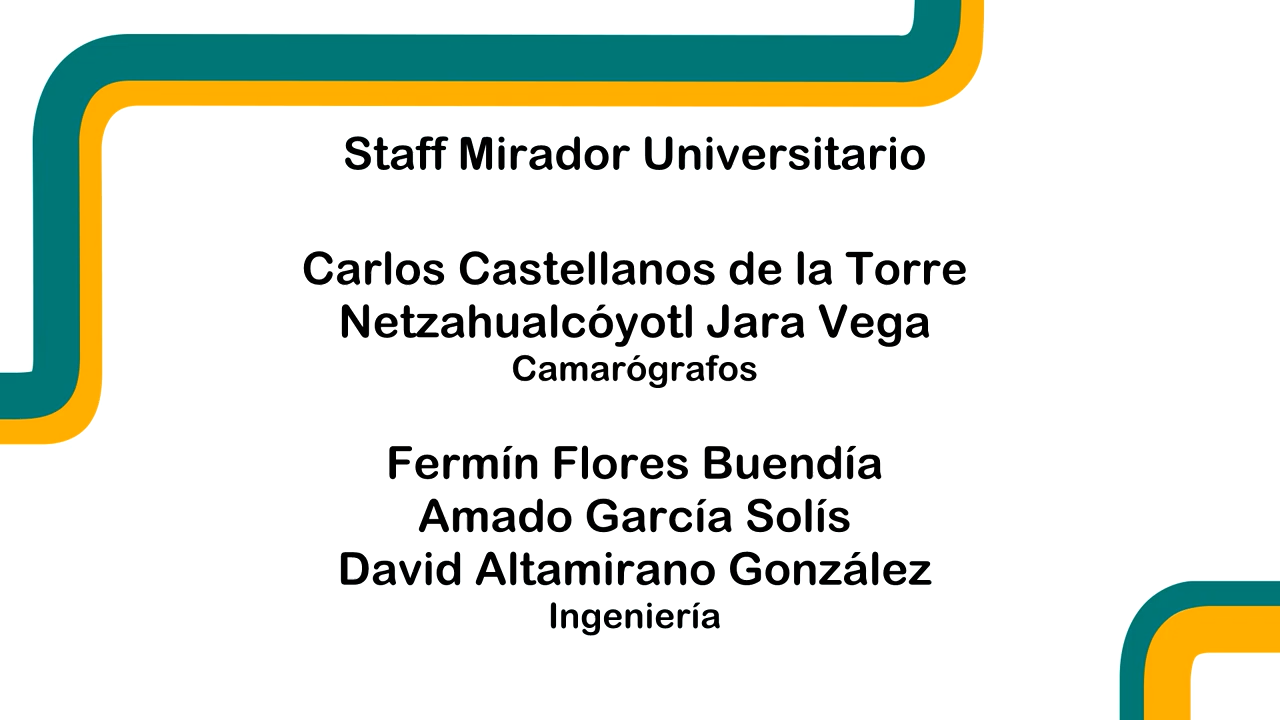 Staff Mirador Universitario
Carlos Castellanos de la Torre
Netzahualcóyotl Jara Vega
Camarógrafos
Fermín Flores Buendía
Amado García Solís
David Altamirano González
Ingeniería